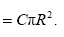 = CπR².